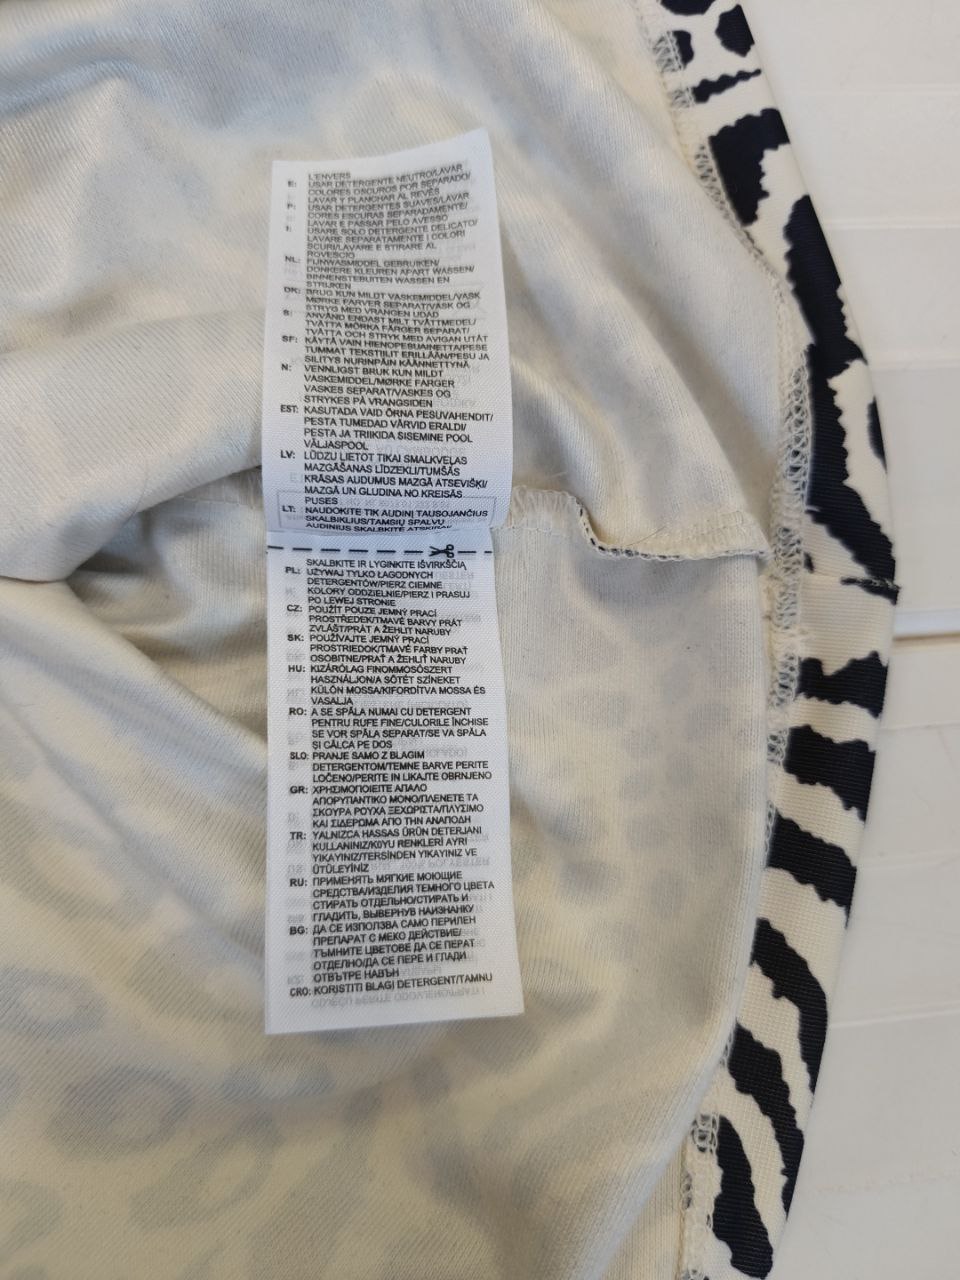 L'ENVERS
E: USAR DETERGENTE NEUTRO/LAVAR
COLORES OSCUROS POR SEPARADO/
LAVAR Y PLANCHAR AL REVÉS
P: USAR DETERGENTES SUAVES/LAVAR
CORES ESCURAS SEPARADAMENTE/
LAVAR E PASSAR PELO AVESSO
I: USARE SOLO DETERGENTE DELICATO/
LAVARE SEPARATAMENTE I COLORI
SCURI/LAVARE E STIRARE AL
ROVESCIO
NL: FIJNWASMIDDEL GEBRUIKEN/
DONKERE KLEUREN APART WASSEN/
BINNENSTEBUITEN WASSEN EN
STRIJKEN
DK: BRUG KUN MILDT VASKEMIDDEL/VASK
MØRKE FARVER SEPARAT/VASK OG
STRYG MED VRANGEN UDAD
S: ANVÄND ENDAST MILT TVÄTTMEDEL/
TVÄTTA MÖRKA FÄRGER SEPARAT/
TVÄTTA OCH STRYK MED AVIGAN UTÅT
SF: KÄYTÄ VAIN HIENOPESUAINETTA/PESE
TUMMAT TEKSTIILIT ERILLÄÄN/PESU JA
SILITYS NURINPÄIN KÄÄNNETTYNÄ
N: VENNLIGST BRUK KUN MILDT
VASKEMIDDEL/MØRKE FARGER
VASKES SEPARAT/VASKES OG
STRYKES PÅ VRANGSIDEN
EST: KASUTADA VAID ÕRNA PESUVAHENDIT/
PESTA TUMEDAD VÄRVID ERALDI/
PESTA JA TRIIKIDA SISEMINE POOL
VÄLJASPOOL
LV: LŪDZU LIETOT TIKAI SMALKVEĻAS
MAZGĀŠANAS LĪDZEKLI/TUMŠĀS
KRĀSAS AUDUMUS MAZGĀ ATSEVIŠĶI/
MAZGĀ UN GLUDINA NO KREISĀS
PUSES
LT: NAUDOKITE TIK AUDINĮ TAUSOJANČIUS
SKALBIKLIUS/TAMSIŲ SPALVŲ
AUDINIUS SKALBKITE ATSKIRAI/
SKALBKITE IR LYGINKITE IŠVIRKŠČIĄ
PL: UŻYWAJ TYLKO ŁAGODNYCH
DETERGENTÓW/PIERZ CIEMNE
KOLORY ODDZIELNIE/PIERZ I PRASUJ
PO LEWEJ STRONIE
CZ: POUŽÍT POUZE JEMNÝ PRACÍ
PROSTŘEDEK/TMAVÉ BARVY PRÁT
ZVLÁŠŤ/PRÁT A ŽEHLIT NARUBY
SK: POUŽÍVAJTE JEMNÝ PRACÍ
PROSTRIEDOK/TMAVÉ FARBY PRAŤ
OSOBITNE/PRAŤ A ŽEHLIŤ NARUBY
HU: KIZÁRÓLAG FINOMMOSÓSZERT
HASZNÁLJON/A SÖTÉT SZÍNEKET
KÜLÖN MOSSA/KIFORDÍTVA MOSSA ÉS
VASALJA
RO: A SE SPĂLA NUMAI CU DETERGENT
PENTRU RUFE FINE/CULORILE ÎNCHISE
SE VOR SPĂLA SEPARAT/SE VA SPĂLA
ȘI CĂLCA PE DOS
SLO: PRANJE SAMO Z BLAGIM
DETERGENTOM/TEMNE BARVE PERITE
LOČENO/PERITE IN LIKAJTE OBRNJENO
GR: ΧΡΗΣΙΜΟΠΟΙΕΙΤΕ ΑΠΑΛΟ
ΑΠΟΡΥΠΑΝΤΙΚΟ ΜΟΝΟ/ΠΛΕΝΕΤΕ ΤΑ
ΣΚΟΥΡΑ ΡΟΥΧΑ ΞΕΧΩΡΙΣΤΑ/ΠΛΥΣΙΜΟ
ΚΑΙ ΣΙΔΕΡΩΜΑ ΑΠΟ ΤΗΝ ΑΝΑΠΟΔΗ
TR: YALNIZCA HASSAS ÜRÜN DETERJANI
KULLANINIZ/KOYU RENKLERİ AYRI
YIKAYINIZ/TERSİNDEN YIKAYINIZ VE
ÜTÜLEYİNİZ
RU: ПРИМЕНЯТЬ МЯГКИЕ МОЮЩИЕ
СРЕДСТВА/ИЗДЕЛИЯ ТЕМНОГО ЦВЕТА
СТИРАТЬ ОТДЕЛЬНО/СТИРАТЬ И
ГЛАДИТЬ, ВЫВЕРНУВ НАИЗНАНКУ
BG: ДА СЕ ИЗПОЛЗВА САМО ПЕРИЛЕН
ПРЕПАРАТ С МЕКО ДЕЙСТВИЕ/
ТЪМНИТЕ ЦВЕТОВЕ ДА СЕ ПЕРАТ
ОТДЕЛНО/ДА СЕ ПЕРЕ И ГЛАДИ
ОТВЪТРЕ НАВЪН
CRO: KORISTITI BLAGI DETERGENT/TAMNU